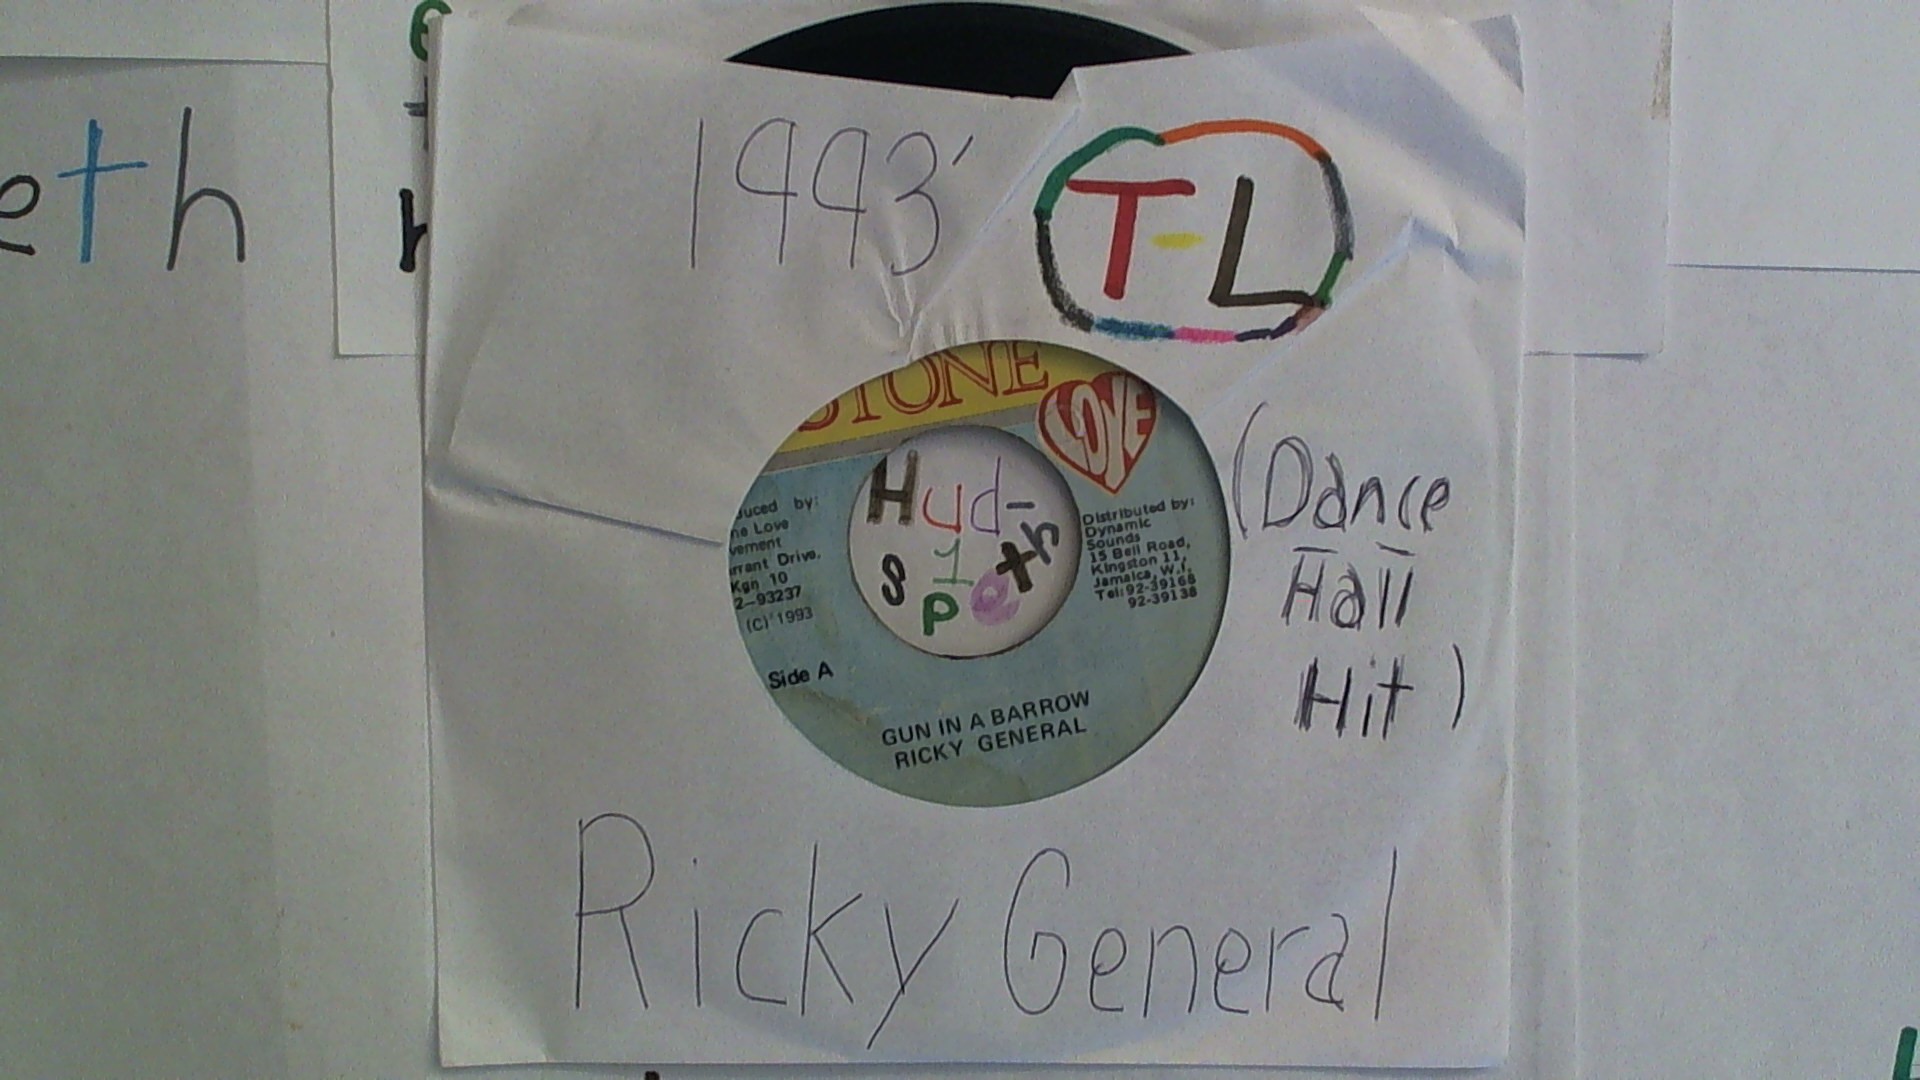 eth
1993'
T-L
STONE
LOVE
Hud-
s 1 peth
uced by:
ne Love
vement
rrant Drive.
Kgn 10
2-93237
(C) 1993
Distributed by:
Dynamic
Sounds
15 Bell Road,
Kingston 11,
Jamaica, W.I.
Tel: 92-39168
92-39138
Side A
GUN IN A BARROW
RICKY GENERAL
(Dance
Hall
Hit)
Ricky General